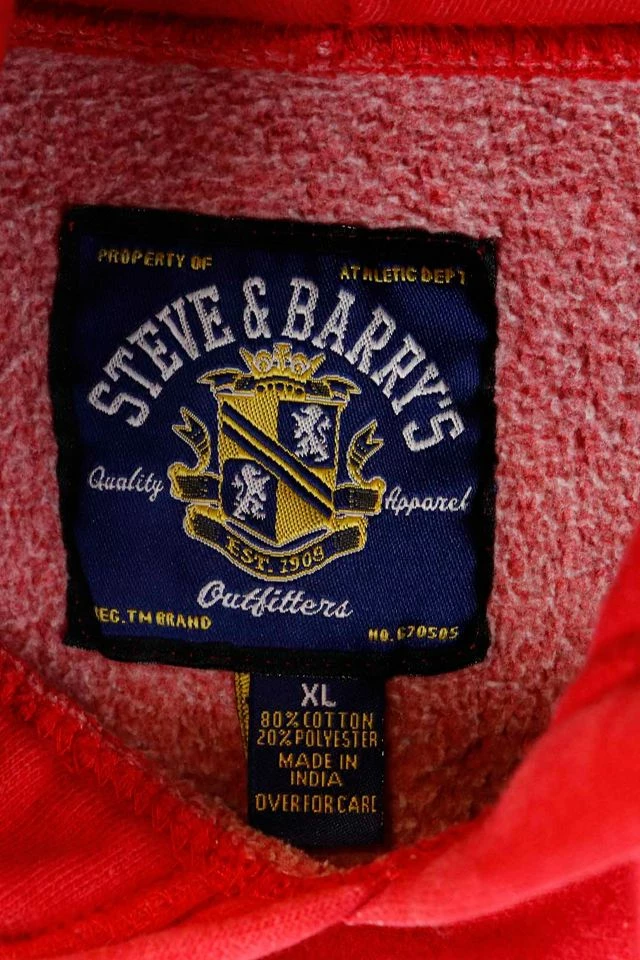 PROPERTY OF ATHLETIC DEPT
STEVE & BARRY'S
Quality Apparel
EST. 1909
Outfitters
REG. TM BRAND NO. 670505
XL
80% COTTON
20% POLYESTER
MADE IN
INDIA
OVER FOR CARE